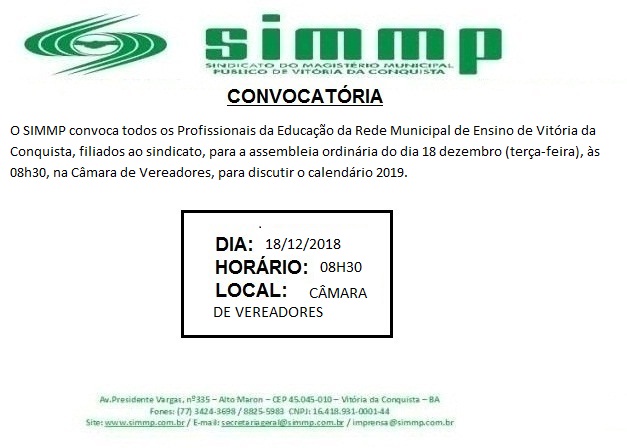 simmp
SINDICATO DO MAGISTÉRIO MUNICIPAL
PÚBLICO DE VITÓRIA DA CONQUISTA
CONVOCATÓRIA
O SIMMP convoca todos os Profissionais da Educação da Rede Municipal de Ensino de Vitória da
Conquista, filiados ao sindicato, para a assembleia ordinária do dia 18 dezembro (terça-feira), às
08h30, na Câmara de Vereadores, para discutir o calendário 2019.
DIA: 18/12/2018
HORÁRIO: 08H30
LOCAL: CÂMARA
DE VEREADORES
Av.Presidente Vargas, nº335 – Alto Maron – CEP 45.045-010 – Vitória da Conquista – BA
Fones: (77) 3424-3698 / 8825-5983 CNPJ: 16.418.931-0001-44
Site: www.simmp.com.br / E-mail: secretariageral@simmp.com.br / imprensa@simmp.com.br